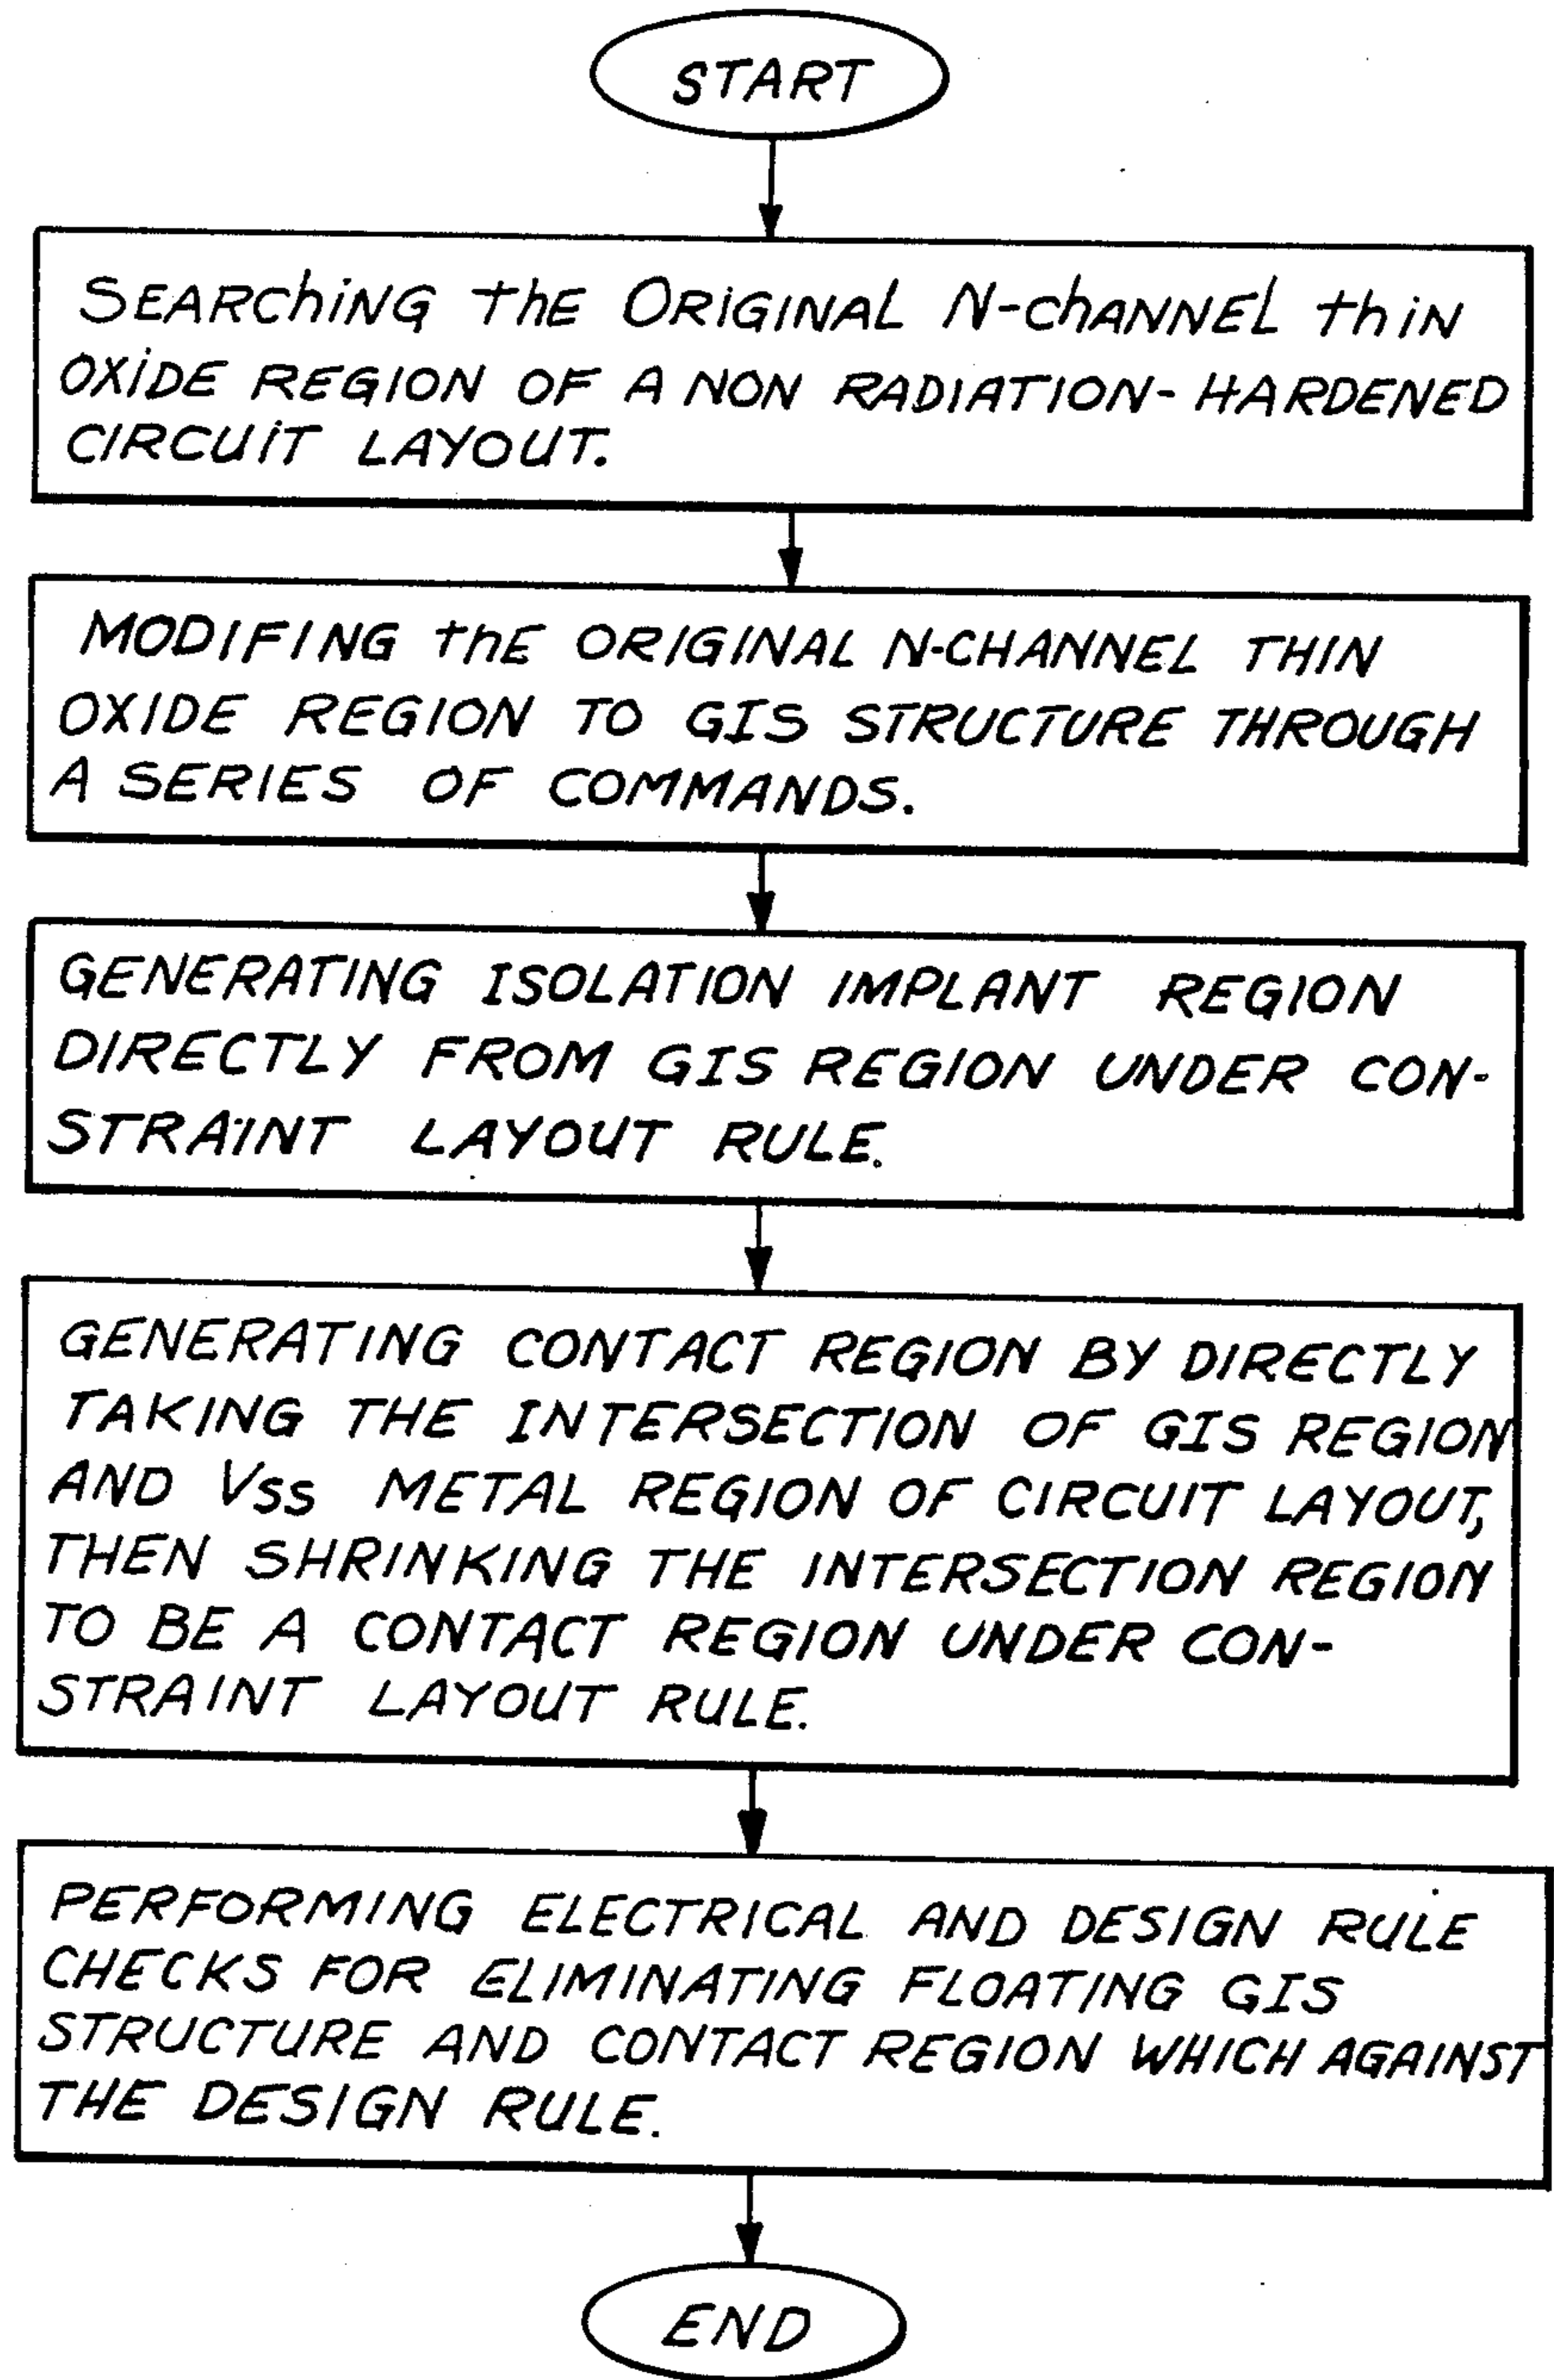 START
SEARChiNG thE ORiGINAL N-chANNEL thiN
OXiDE REGION OF A NON RADIATION-HARDENED
CIRCUiT LAYOUT.
MODIFING thE ORIGINAL N-CHANNEL THIN
OXIDE REGION TO GIS STRUCTURE THROUGH
A SERIES OF COMMANDS.
GENERATING ISOLATION IMPLANT REGION
DIRECTLY FROM GIS REGION UNDER CON-
STRAINT LAYOUT RULE.
GENERATING CONTACT REGION BY DIRECTLY
TAKING THE INTERSECTION OF GIS REGION
AND Vss METAL REGION OF CIRCUIT LAYOUT,
THEN SHRINKING THE INTERSECTION REGION
TO BE A CONTACT REGION UNDER CON-
STRAINT LAYOUT RULE.
PERFORMING ELECTRICAL AND DESIGN RULE
CHECKS FOR ELIMINATING FLOATING GIS
STRUCTURE AND CONTACT REGION WHICH AGAINST
THE DESIGN RULE.
END